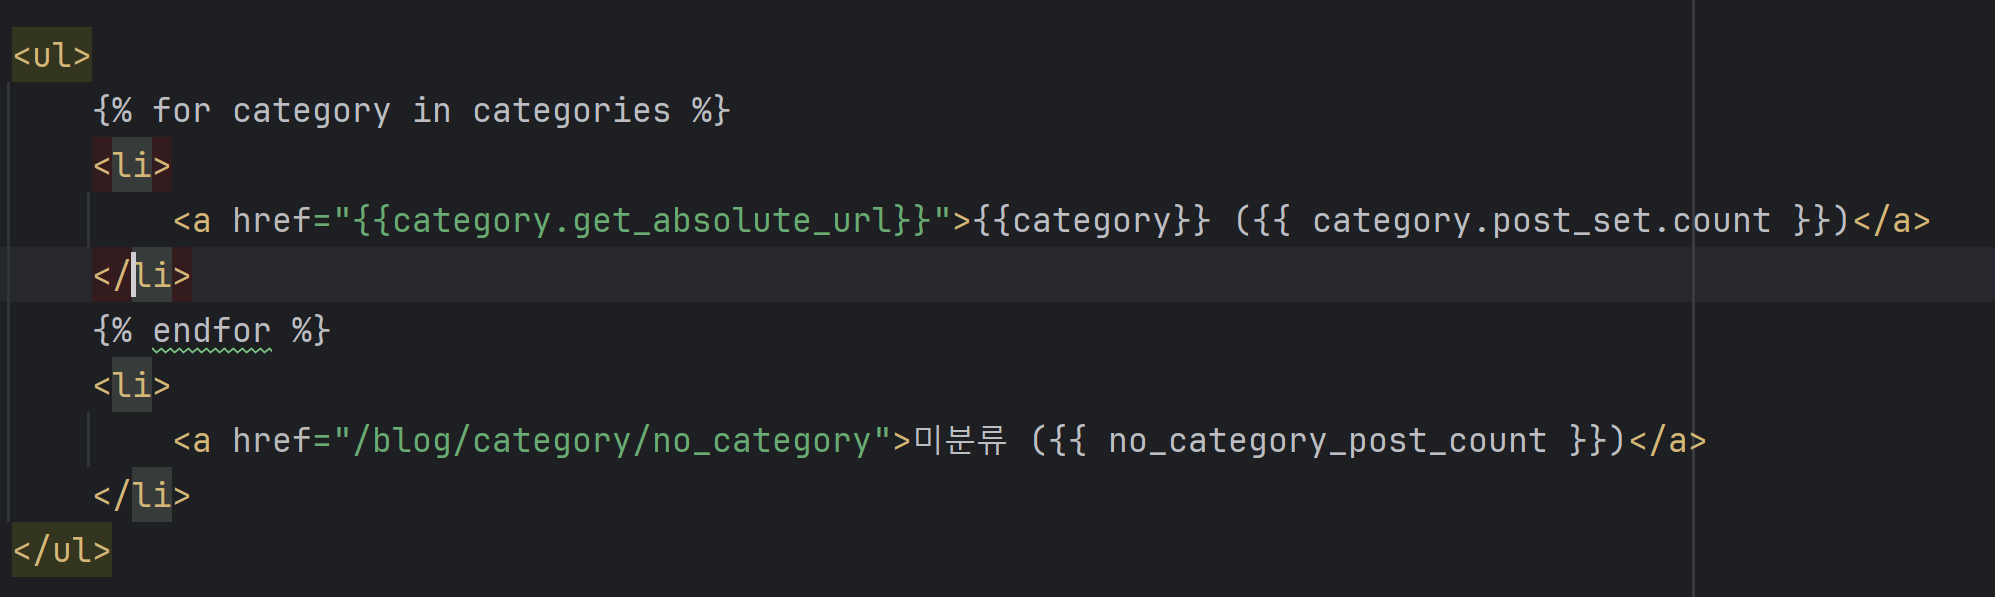 <ul>
{% for category in categories %}
<li>
<a href="{{category.get_absolute_url}}">{{category}} ({{ category.post_set.count }})</a>
</li>
{% endfor %}
<li>
<a href="/blog/category/no_category">미분류 ({{ no_category_post_count }})</a>
</li>
</ul>